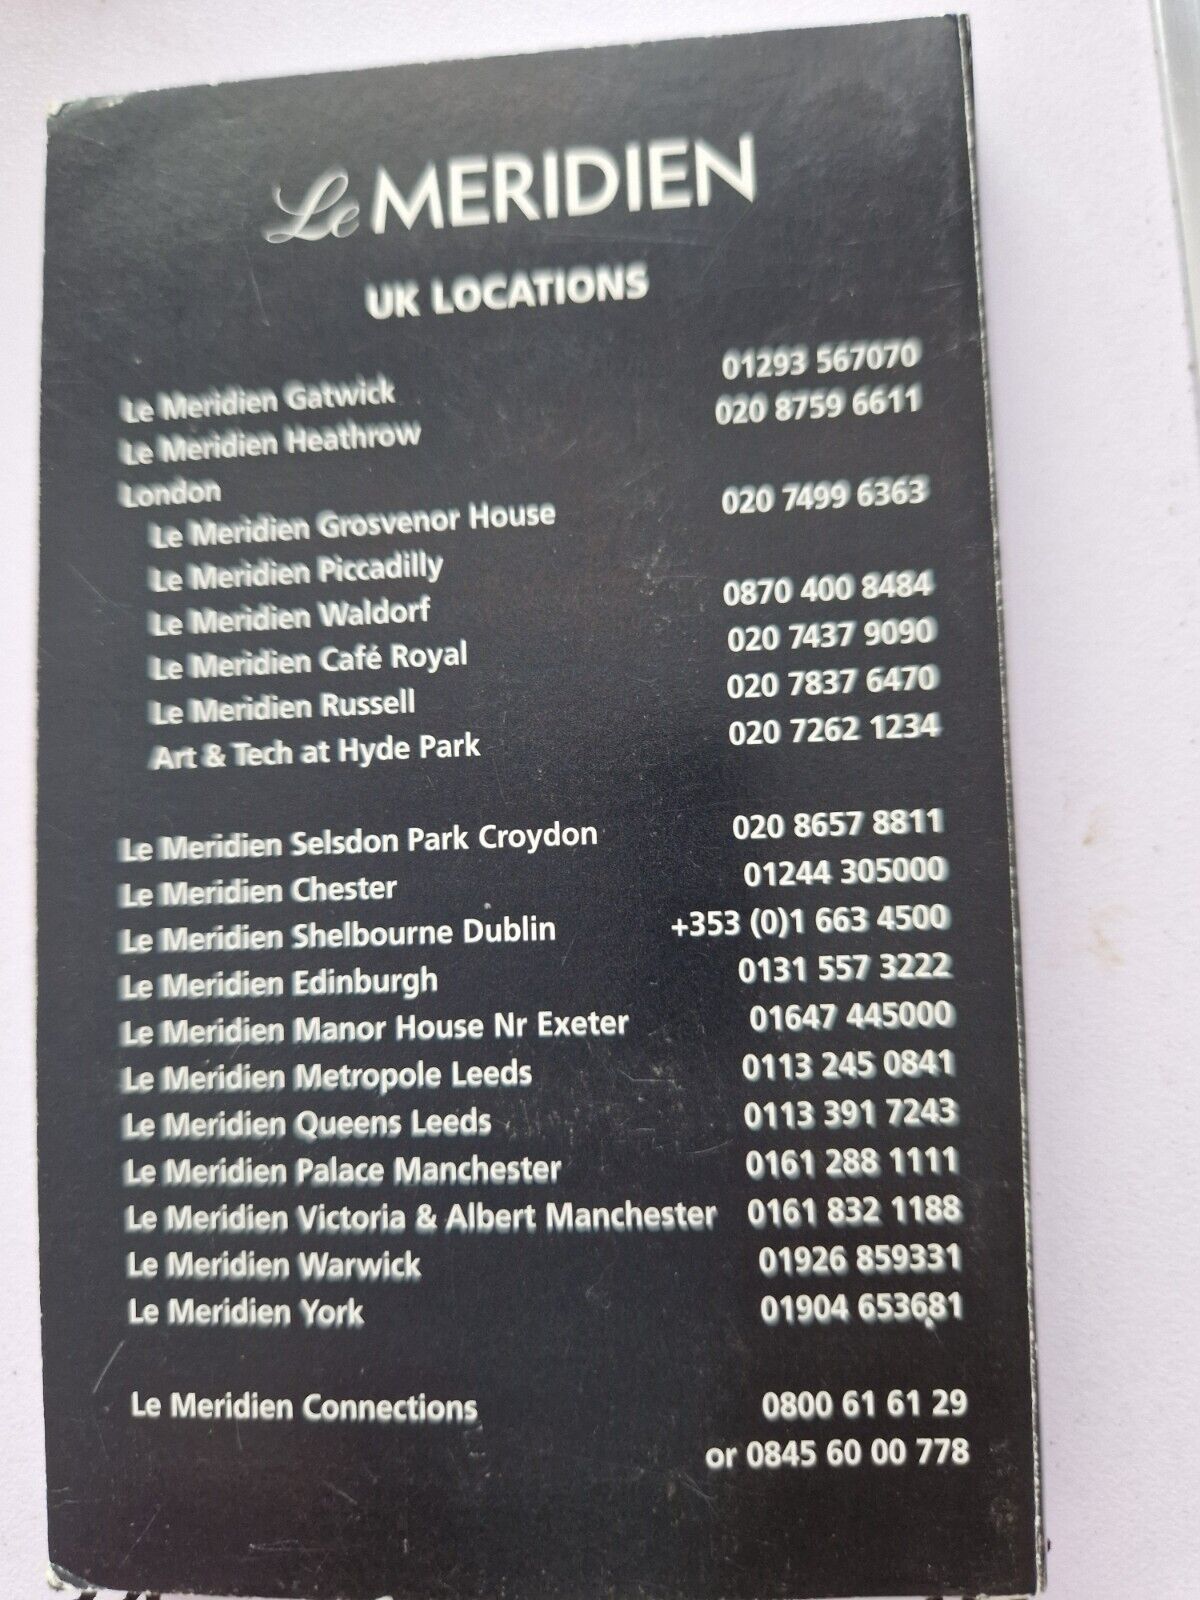 Le MERIDIEN
UK LOCATIONS
Le Meridien Gatwick 01293 567070
Le Meridien Heathrow 020 8759 6611
London
Le Meridien Grosvenor House 020 7499 6363
Le Meridien Piccadilly
Le Meridien Waldorf 0870 400 8484
Le Meridien Café Royal 020 7437 9090
Le Meridien Russell 020 7837 6470
Art & Tech at Hyde Park 020 7262 1234
Le Meridien Selsdon Park Croydon 020 8657 8811
Le Meridien Chester 01244 305000
Le Meridien Shelbourne Dublin +353 (0)1 663 4500
Le Meridien Edinburgh 0131 557 3222
Le Meridien Manor House Nr Exeter 01647 445000
Le Meridien Metropole Leeds 0113 245 0841
Le Meridien Queens Leeds 0113 391 7243
Le Meridien Palace Manchester 0161 288 1111
Le Meridien Victoria & Albert Manchester 0161 832 1188
Le Meridien Warwick 01926 859331
Le Meridien York 01904 653681
Le Meridien Connections 0800 61 61 29
or 0845 60 00 778